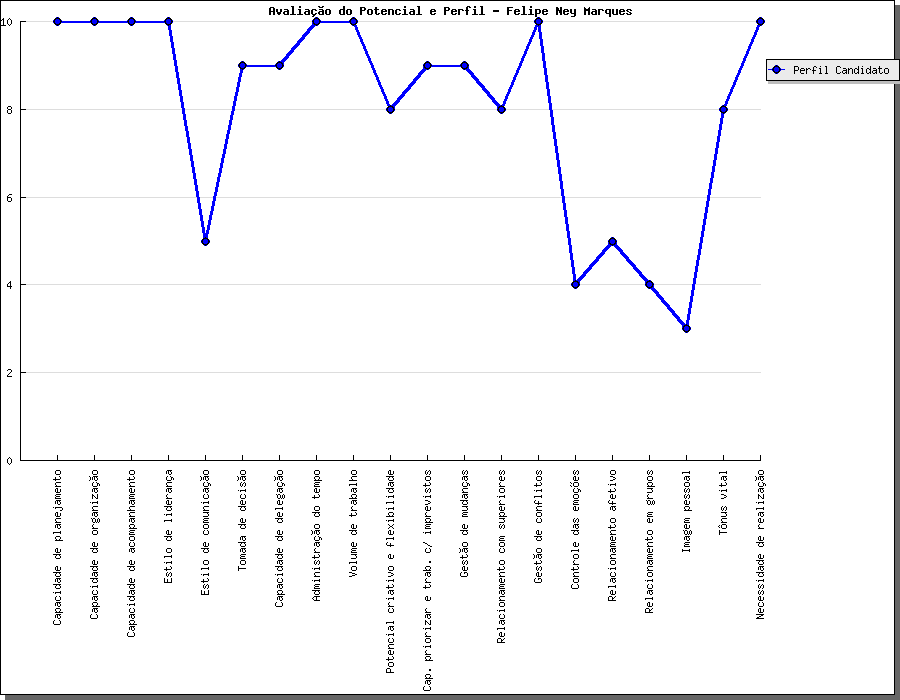 Avaliação do Potencial e Perfil - Felipe Ney Marques
Perfil Candidato
10
8
6
4
2
0
Capacidade de planejamento
Capacidade de organização
Capacidade de acompanhamento
Estilo de liderança
Estilo de comunicação
Tomada de decisão
Capacidade de delegação
Administração do tempo
Volume de trabalho
Potencial criativo e flexibilidade
Cap. priorizar e trab. c/ imprevistos
Gestão de mudanças
Relacionamento com superiores
Gestão de conflitos
Controle das emoções
Relacionamento afetivo
Relacionamento em grupos
Imagem pessoal
Tônus vital
Necessidade de realização